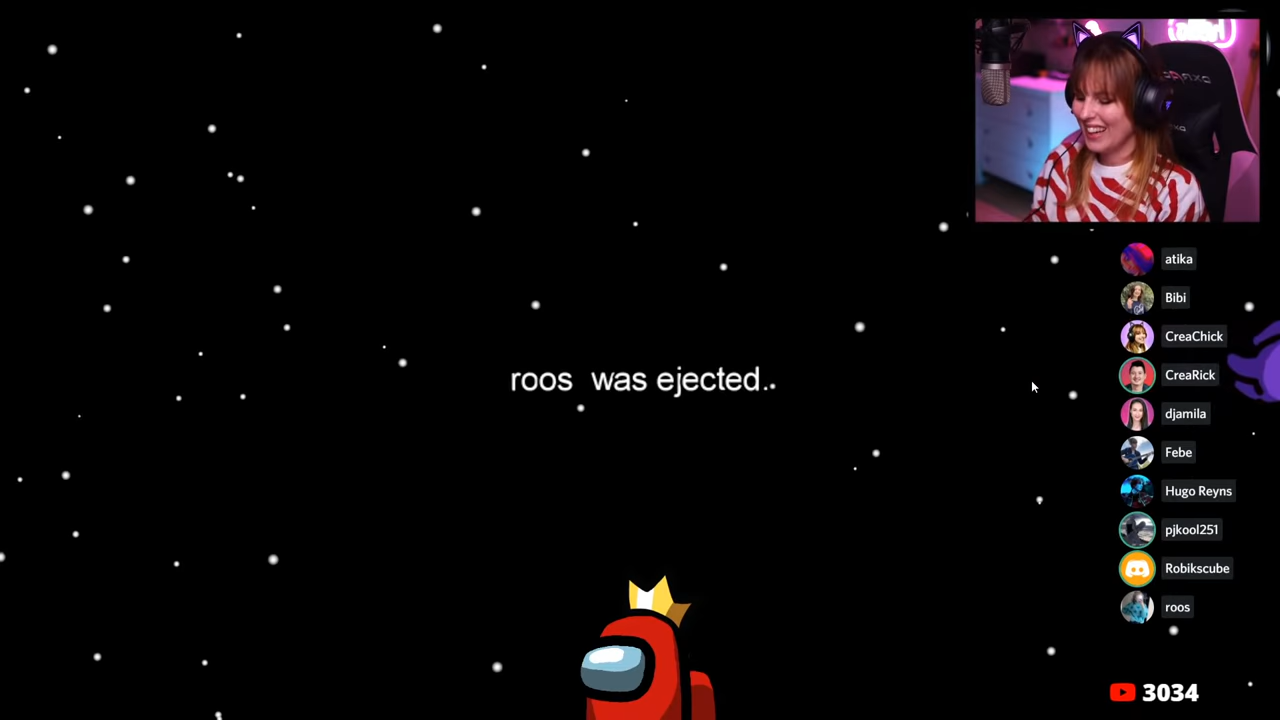 roos was ejected..
atika
Bibi
CreaChick
CreaRick
djamila
Febe
Hugo Reyns
pjkool251
Robikscube
roos
3034